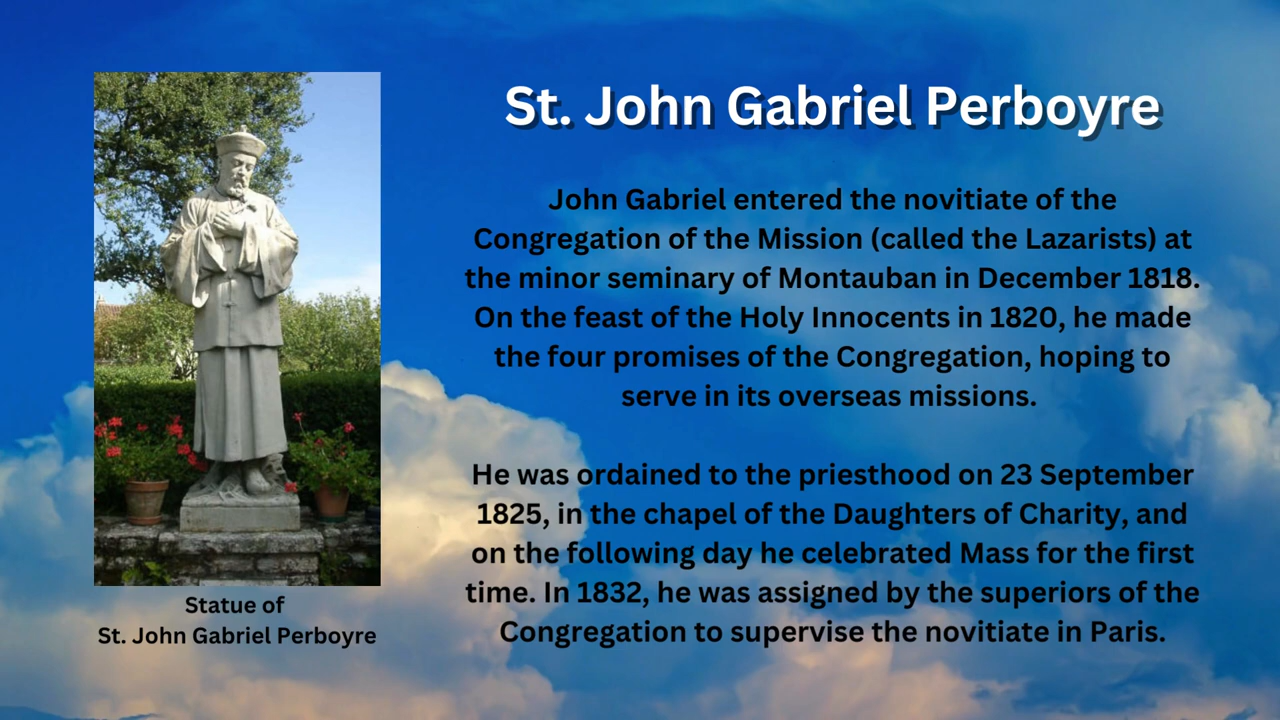 St. John Gabriel Perboyre
John Gabriel entered the novitiate of the
Congregation of the Mission (called the Lazarists) at
the minor seminary of Montauban in December 1818.
On the feast of the Holy Innocents in 1820, he made
the four promises of the Congregation, hoping to
serve in its overseas missions.
He was ordained to the priesthood on 23 September
1825, in the chapel of the Daughters of Charity, and
on the following day he celebrated Mass for the first
time. In 1832, he was assigned by the superiors of the
Congregation to supervise the novitiate in Paris.
Statue of
St. John Gabriel Perboyre